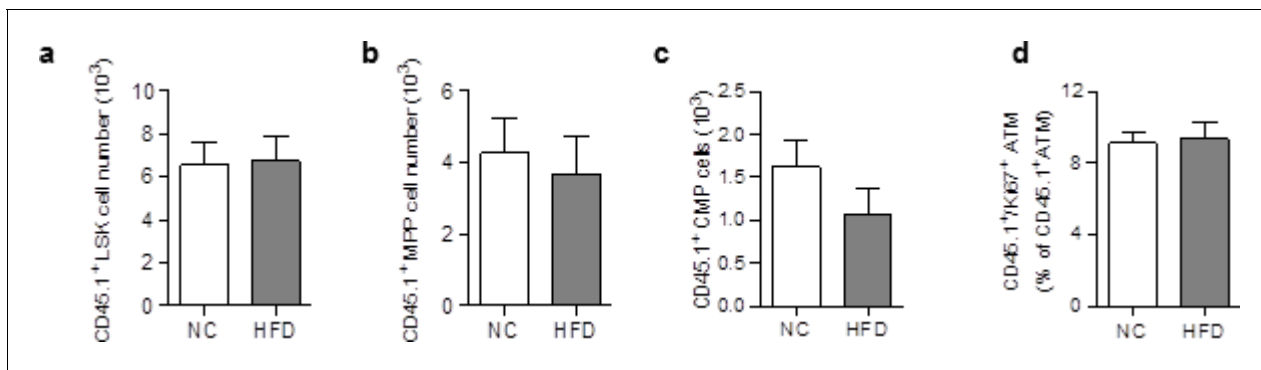 a
CD45.1⁺ LSK cell number (10³)
10
8
6
4
2
0
NC HFD
b
CD45.1⁺ MPP cell number (10³)
6
4
2
0
NC HFD
c
CD45.1⁺ CMP cells (10³)
2.5
2.0
1.5
1.0
0.5
0.0
NC HFD
d
CD45.1⁺/Ki67⁺ ATM
(% of CD45.1⁺ATM)
12
8
4
0
NC HFD